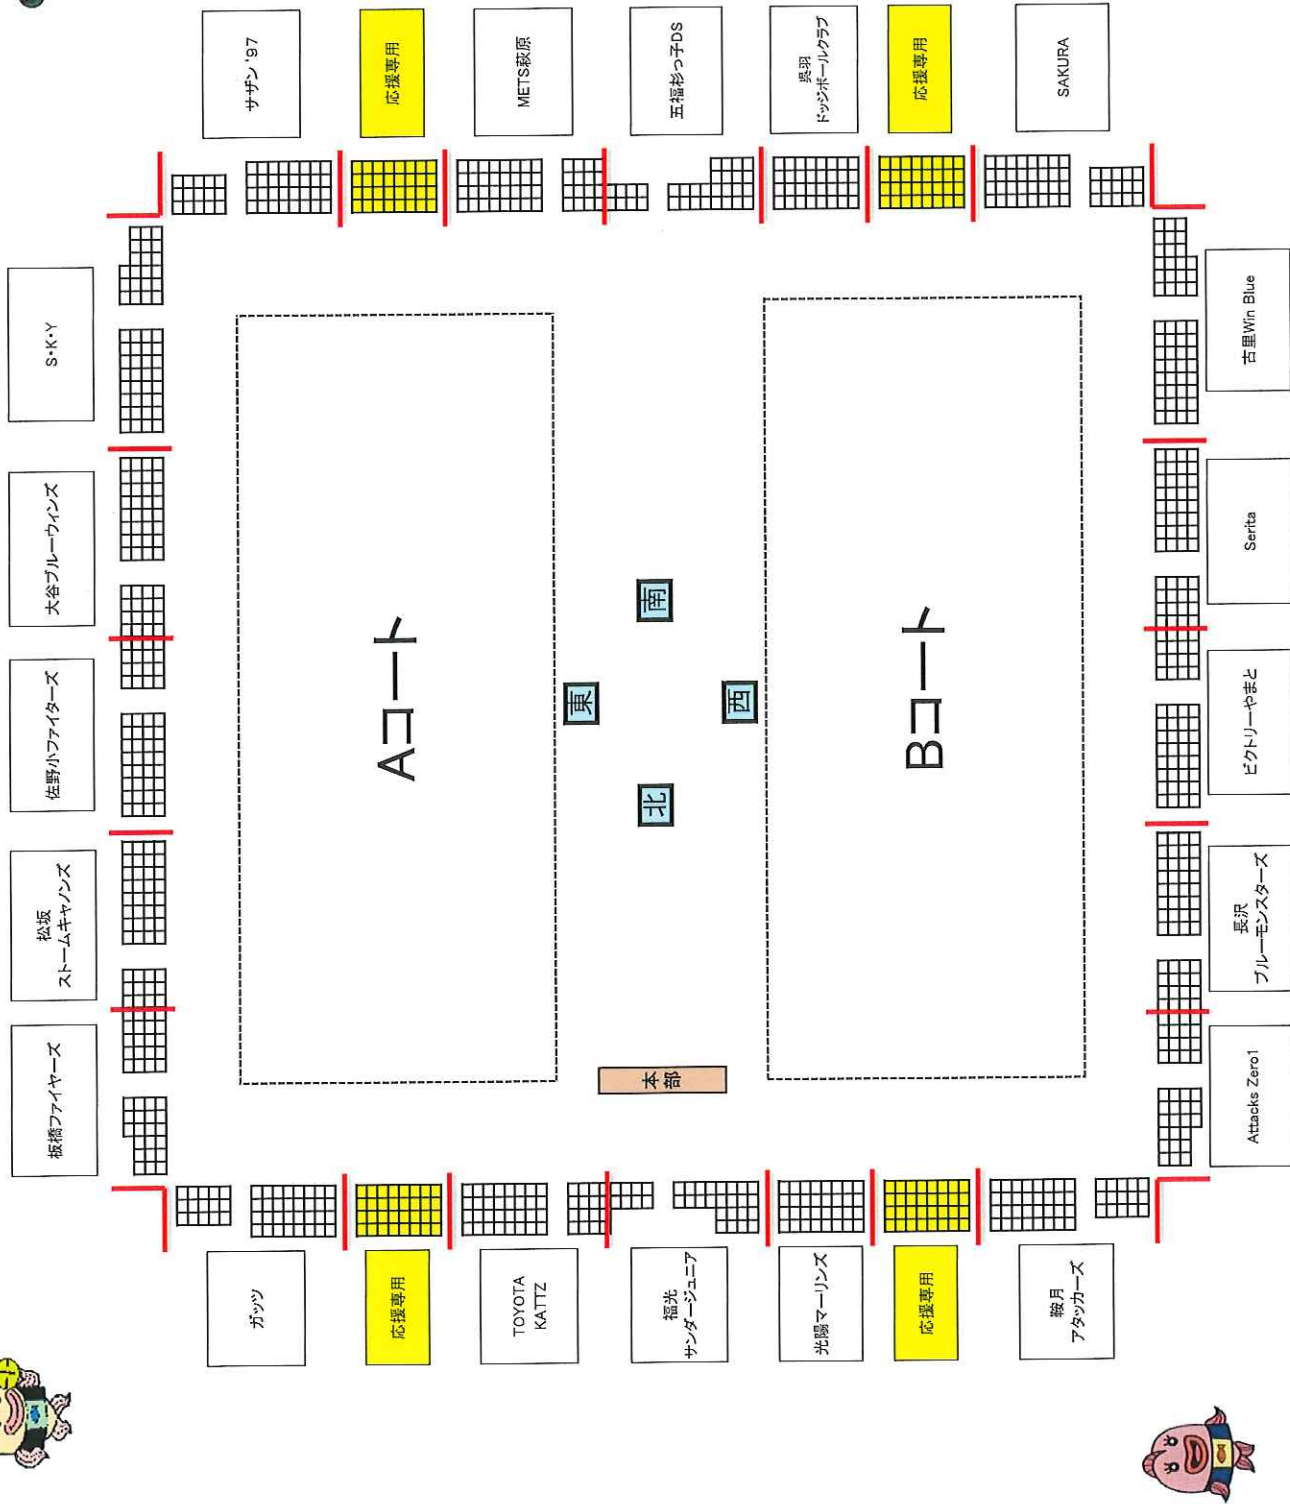 サザン '97
応援専用
METS萩原
五福杉っ子DS
呉羽
ドッジボールクラブ
応援専用
SAKURA
S・K・Y
大谷ブルーウィンズ
佐野小ファイターズ
松坂
ストームキャノンズ
板橋ファイヤーズ
Aコート
南
東
西
北
Bコート
本部
古里Win Blue
Serita
ビクトリーやまと
長沢
ブルーモンスターズ
Attacks Zero1
ガッツ
応援専用
TOYOTA
KATTZ
福光
サンダージュニア
光陽マーリンズ
応援専用
鞍月
アタッカーズ